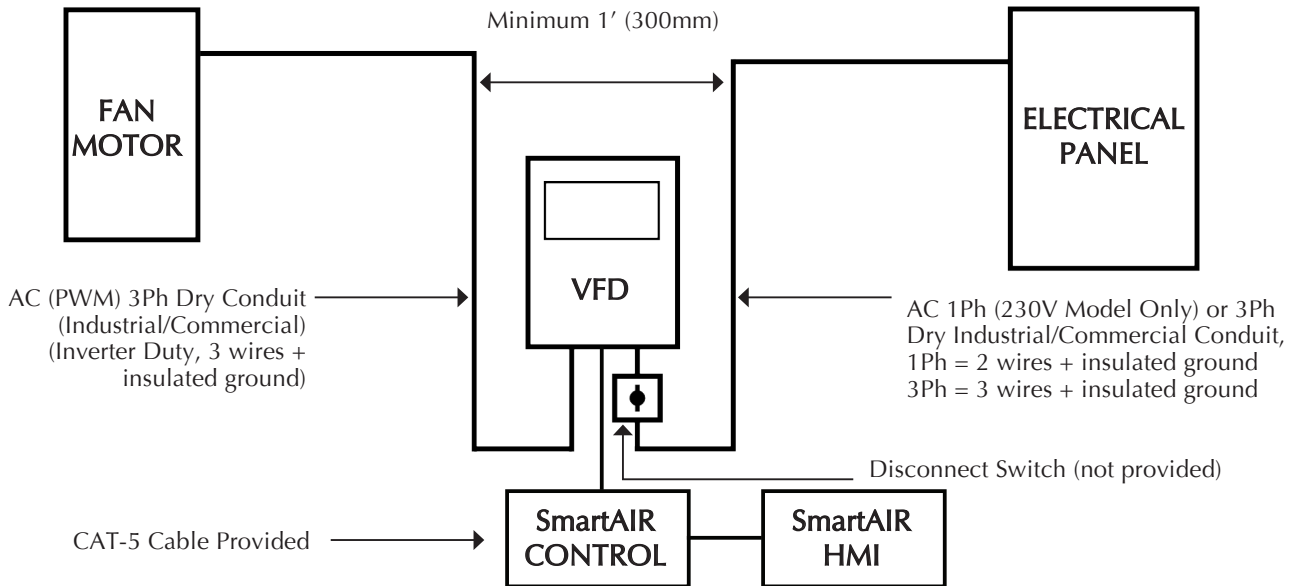 Minimum 1’ (300mm)
FAN
MOTOR
ELECTRICAL
PANEL
VFD
AC (PWM) 3Ph Dry Conduit
(Industrial/Commercial)
(Inverter Duty, 3 wires +
insulated ground)
AC 1Ph (230V Model Only) or 3Ph
Dry Industrial/Commercial Conduit,
1Ph = 2 wires + insulated ground
3Ph = 3 wires + insulated ground
Disconnect Switch (not provided)
CAT-5 Cable Provided
SmartAIR
CONTROL
SmartAIR
HMI